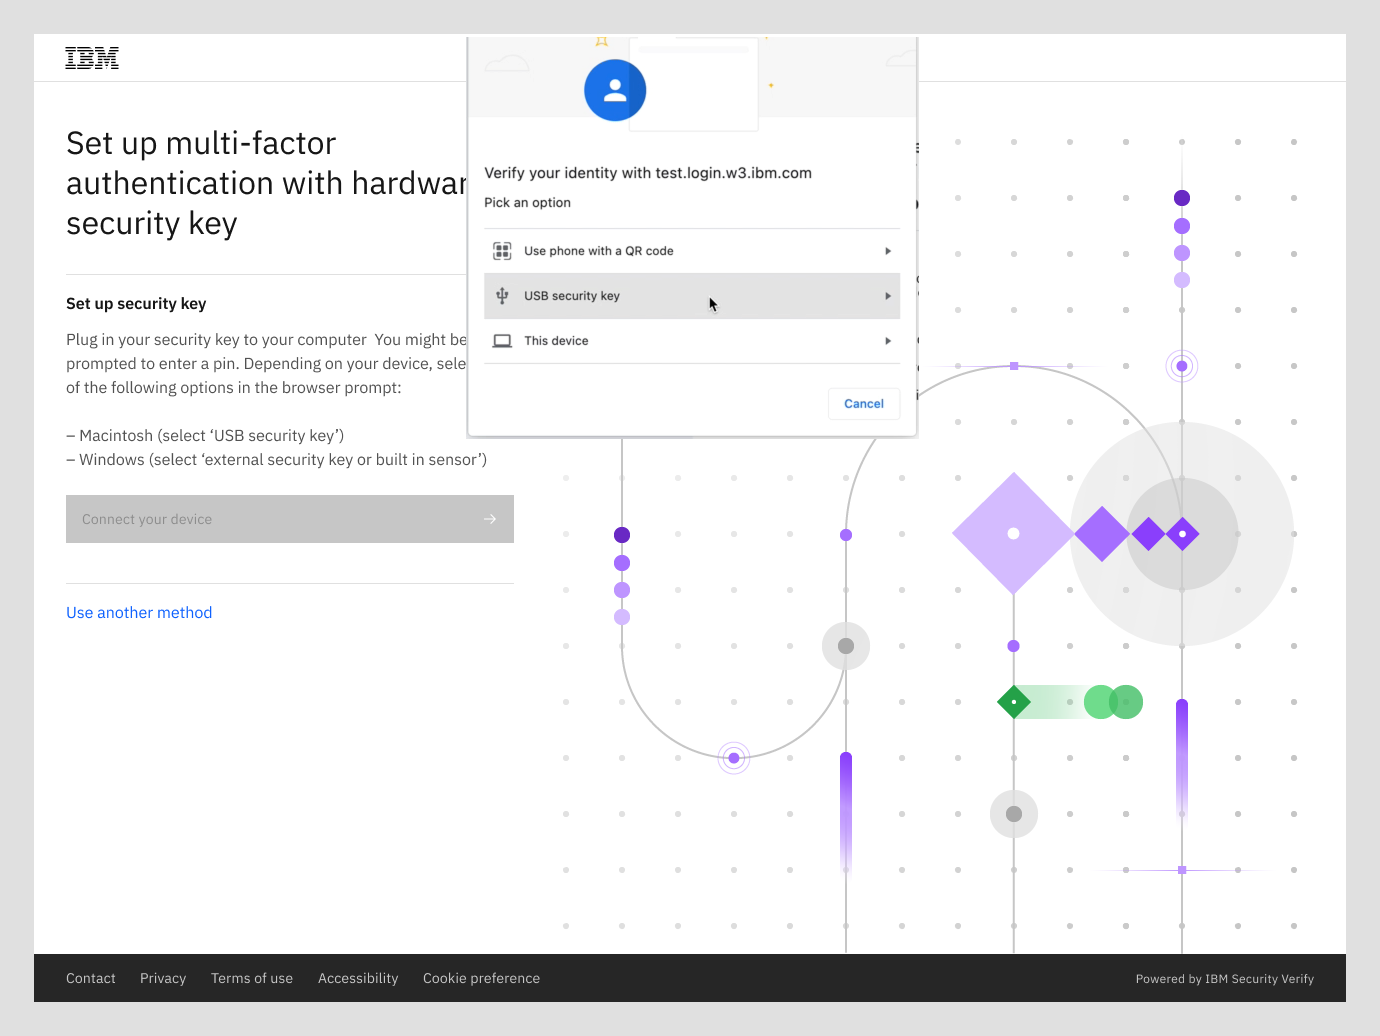 IBM
Set up multi-factor
authentication with hardwar
security key
Set up security key
Plug in your security key to your computer  You might be
prompted to enter a pin. Depending on your device, sele
of the following options in the browser prompt:
– Macintosh (select ‘USB security key’)
– Windows (select ‘external security key or built in sensor’)
Connect your device
Use another method
Verify your identity with test.login.w3.ibm.com
Pick an option
Use phone with a QR code
USB security key
This device
Cancel
Contact Privacy Terms of use Accessibility Cookie preference
Powered by IBM Security Verify